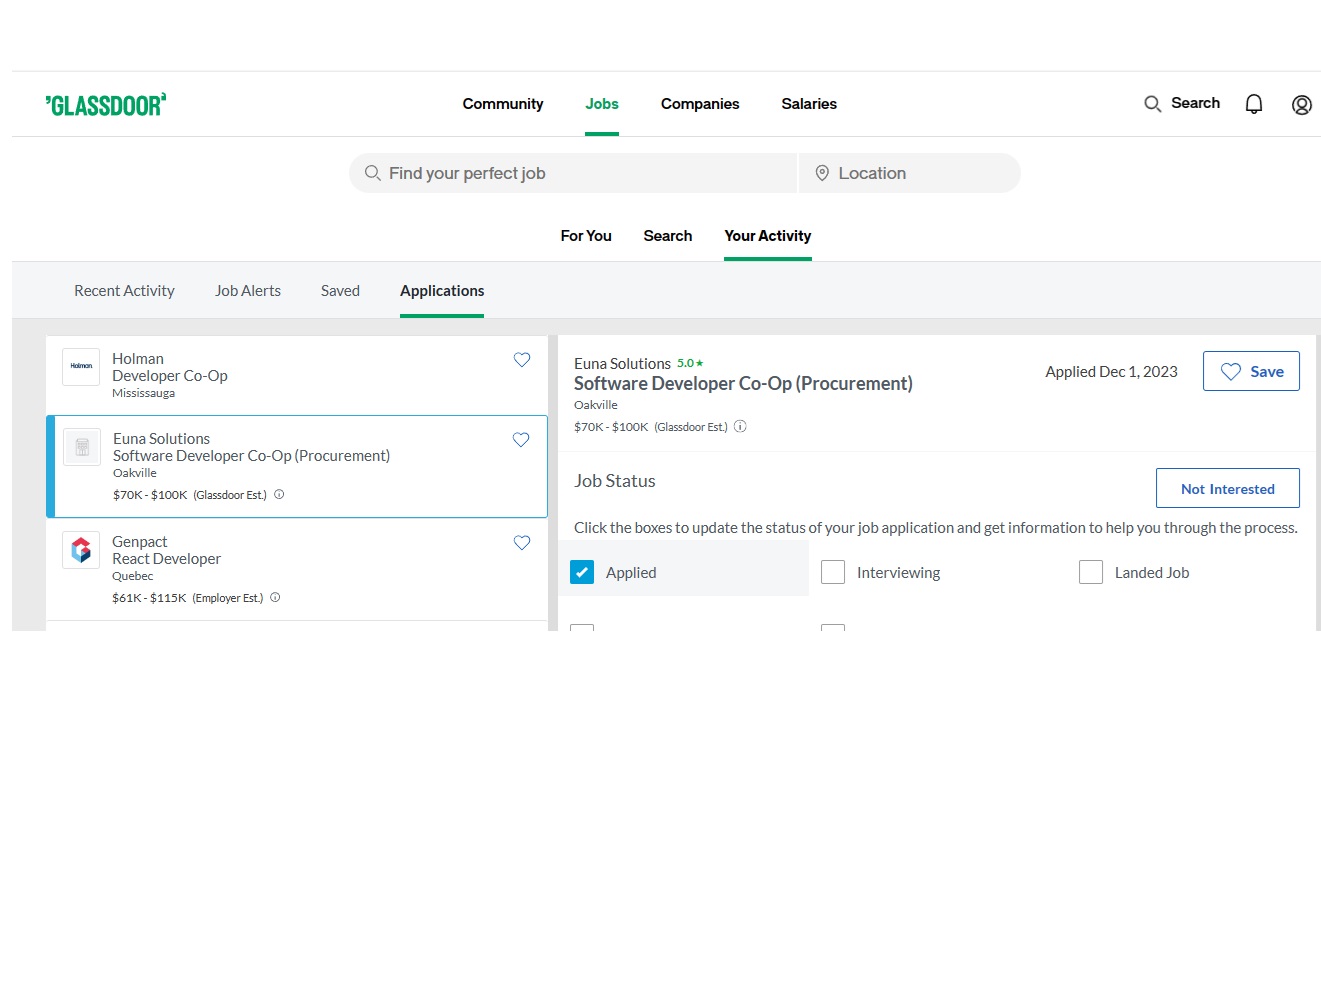 GLASSDOOR
Community Jobs Companies Salaries Search
Find your perfect job Location
For You Search Your Activity
Recent Activity Job Alerts Saved Applications
Holman.
Holman
Developer Co-Op
Mississauga
Euna Solutions
Software Developer Co-Op (Procurement)
Oakville
$70K - $100K (Glassdoor Est.)
Genpact
React Developer
Quebec
$61K - $115K (Employer Est.)
Euna Solutions 5.0 ★
Software Developer Co-Op (Procurement)
Oakville
$70K - $100K (Glassdoor Est.)
Applied Dec 1, 2023 Save
Job Status
Not Interested
Click the boxes to update the status of your job application and get information to help you through the process.
Applied Interviewing Landed Job